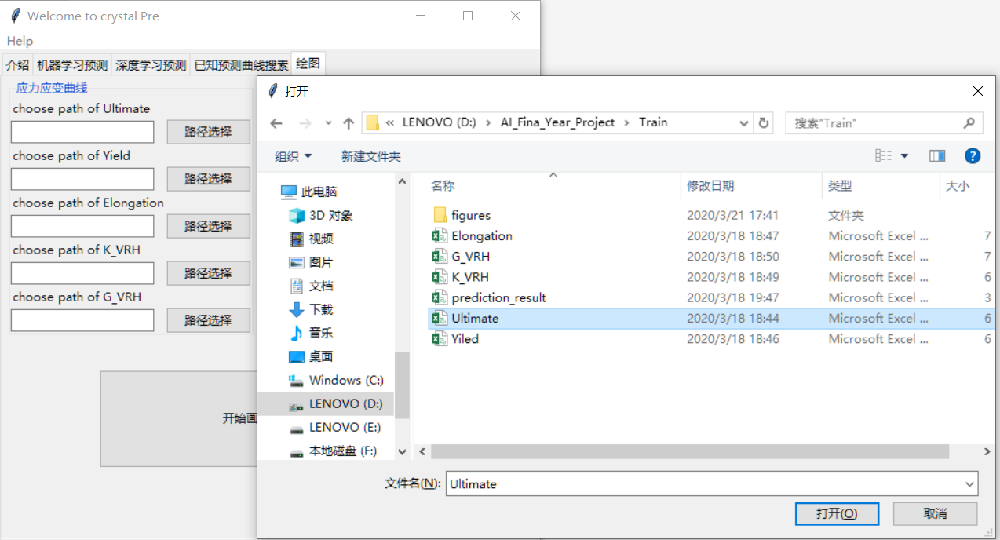 Welcome to crystal Pre
Help
介绍 机器学习预测 深度学习预测 已知预测曲线搜索 绘图
应力应变曲线
choose path of Ultimate
路径选择
choose path of Yield
路径选择
choose path of Elongation
路径选择
choose path of K_VRH
路径选择
choose path of G_VRH
路径选择
开始画
打开
« LENOVO (D:) › AI_Fina_Year_Project › Train
搜索"Train"
组织 新建文件夹
此电脑
3D 对象
视频
图片
文档
下载
音乐
桌面
Windows (C:)
LENOVO (D:)
LENOVO (E:)
本地磁盘 (F:)
名称 修改日期 类型 大小
figures 2020/3/21 17:41 文件夹
Elongation 2020/3/18 18:47 Microsoft Excel ... 7
G_VRH 2020/3/18 18:50 Microsoft Excel ... 7
K_VRH 2020/3/18 18:49 Microsoft Excel ... 6
prediction_result 2020/3/18 19:47 Microsoft Excel ... 3
Ultimate 2020/3/18 18:44 Microsoft Excel ... 6
Yiled 2020/3/18 18:46 Microsoft Excel ... 6
文件名(N): Ultimate
打开(O) 取消